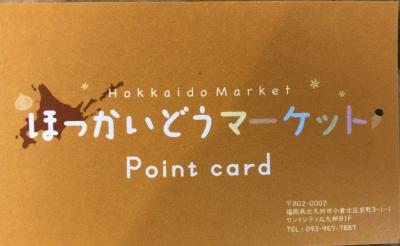 Hokkaido Market
ほっかいどうマーケット
Point card
〒802-0002
福岡県北九州市小倉北区京町3-1-1
セントシティ北九州B1F
TEL : 093-967-7887